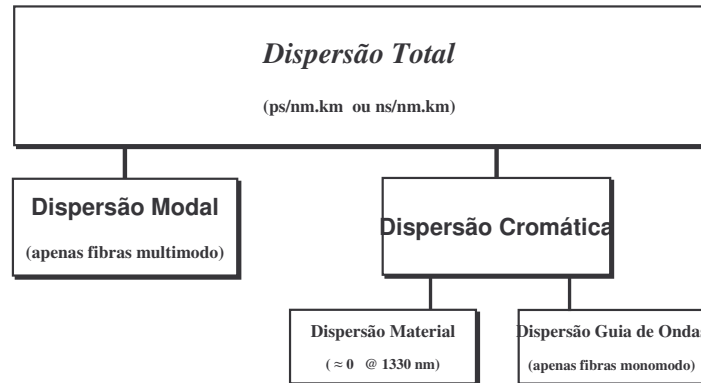 Dispersão Total
(ps/nm.km ou ns/nm.km)
Dispersão Modal
(apenas fibras multimodo)
Dispersão Cromática
Dispersão Material
( ≈ 0 @ 1330 nm)
Dispersão Guia de Ondas
(apenas fibras monomodo)